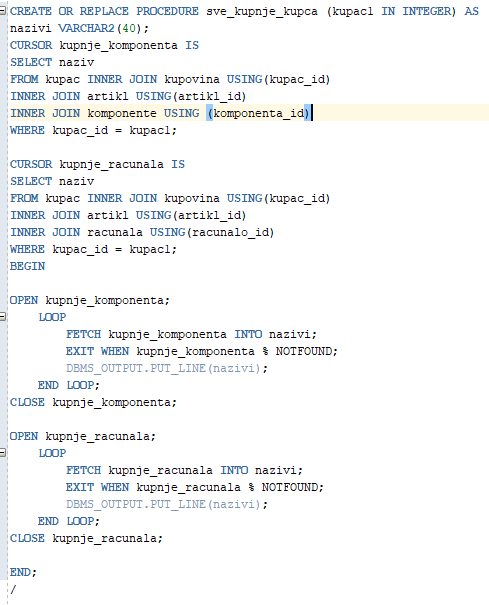 CREATE OR REPLACE PROCEDURE sve_kupnje_kupca (kupac1 IN INTEGER) AS
nazivi VARCHAR2(40);
CURSOR kupnje_komponenta IS
SELECT naziv
FROM kupac INNER JOIN kupovina USING(kupac_id)
INNER JOIN artikl USING(artikl_id)
INNER JOIN komponente USING (komponenta_id)
WHERE kupac_id = kupac1;

CURSOR kupnje_racunala IS
SELECT naziv
FROM kupac INNER JOIN kupovina USING(kupac_id)
INNER JOIN artikl USING(artikl_id)
INNER JOIN racunala USING(racunalo_id)
WHERE kupac_id = kupac1;
BEGIN

OPEN kupnje_komponenta;
    LOOP
        FETCH kupnje_komponenta INTO nazivi;
        EXIT WHEN kupnje_komponenta % NOTFOUND;
        DBMS_OUTPUT.PUT_LINE(nazivi);
    END LOOP;
CLOSE kupnje_komponenta;

OPEN kupnje_racunala;
    LOOP
        FETCH kupnje_racunala INTO nazivi;
        EXIT WHEN kupnje_racunala % NOTFOUND;
        DBMS_OUTPUT.PUT_LINE(nazivi);
    END LOOP;
CLOSE kupnje_racunala;

END;
/